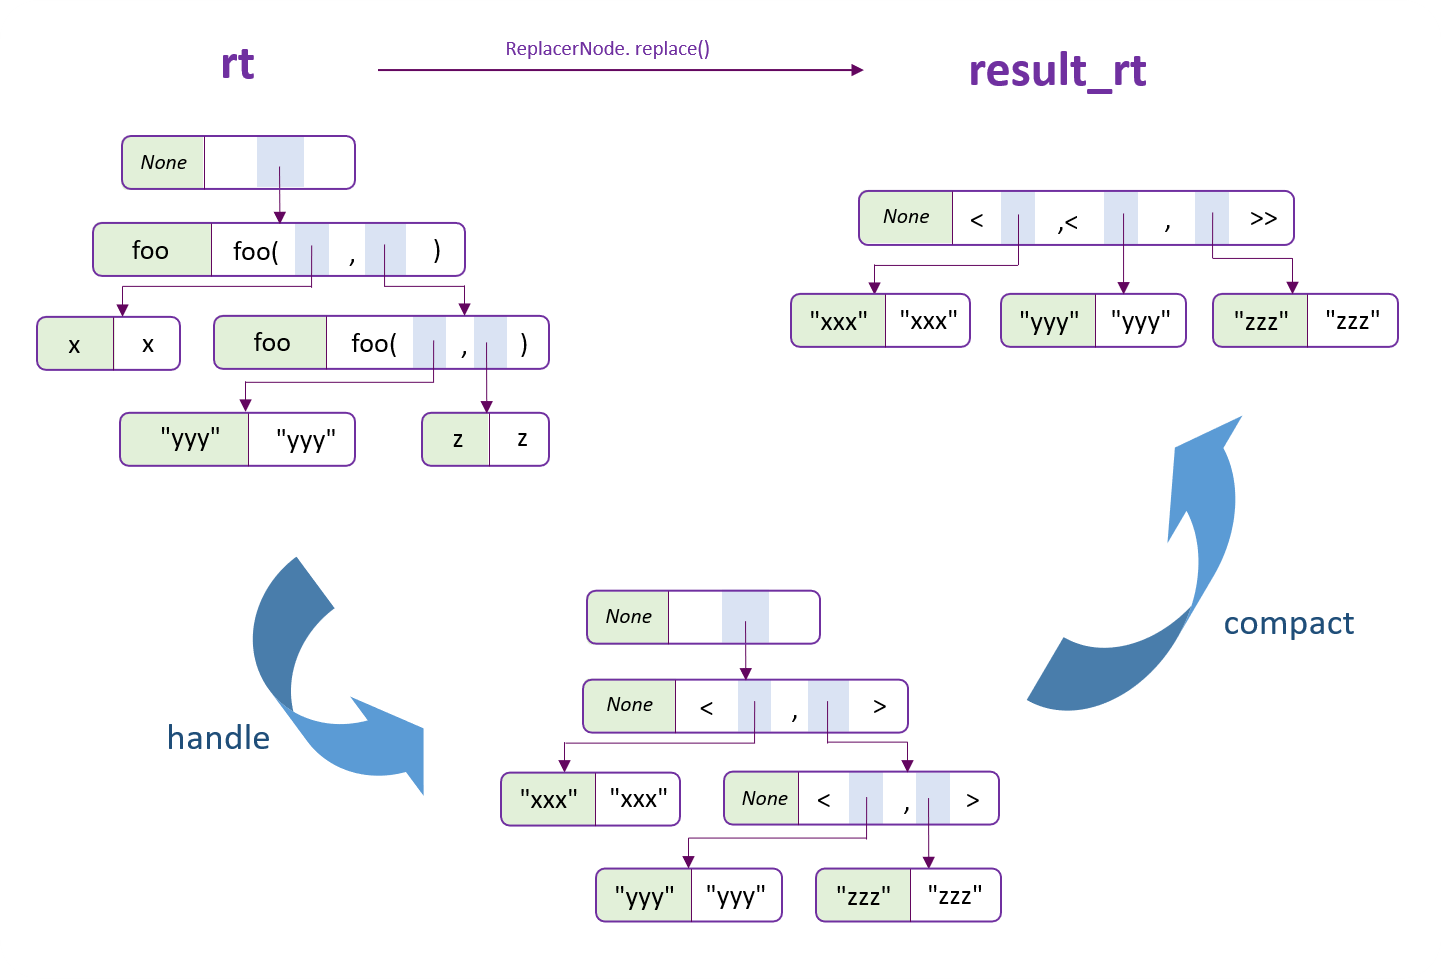 rt
ReplacerNode. replace()
result_rt
None
foo foo( , )
x x
foo foo( , )
"yyy" "yyy"
z z
None < ,< , >>
"xxx" "xxx"
"yyy" "yyy"
"zzz" "zzz"
handle
compact
None
None < , >
"xxx" "xxx"
None < , >
"yyy" "yyy"
"zzz" "zzz"